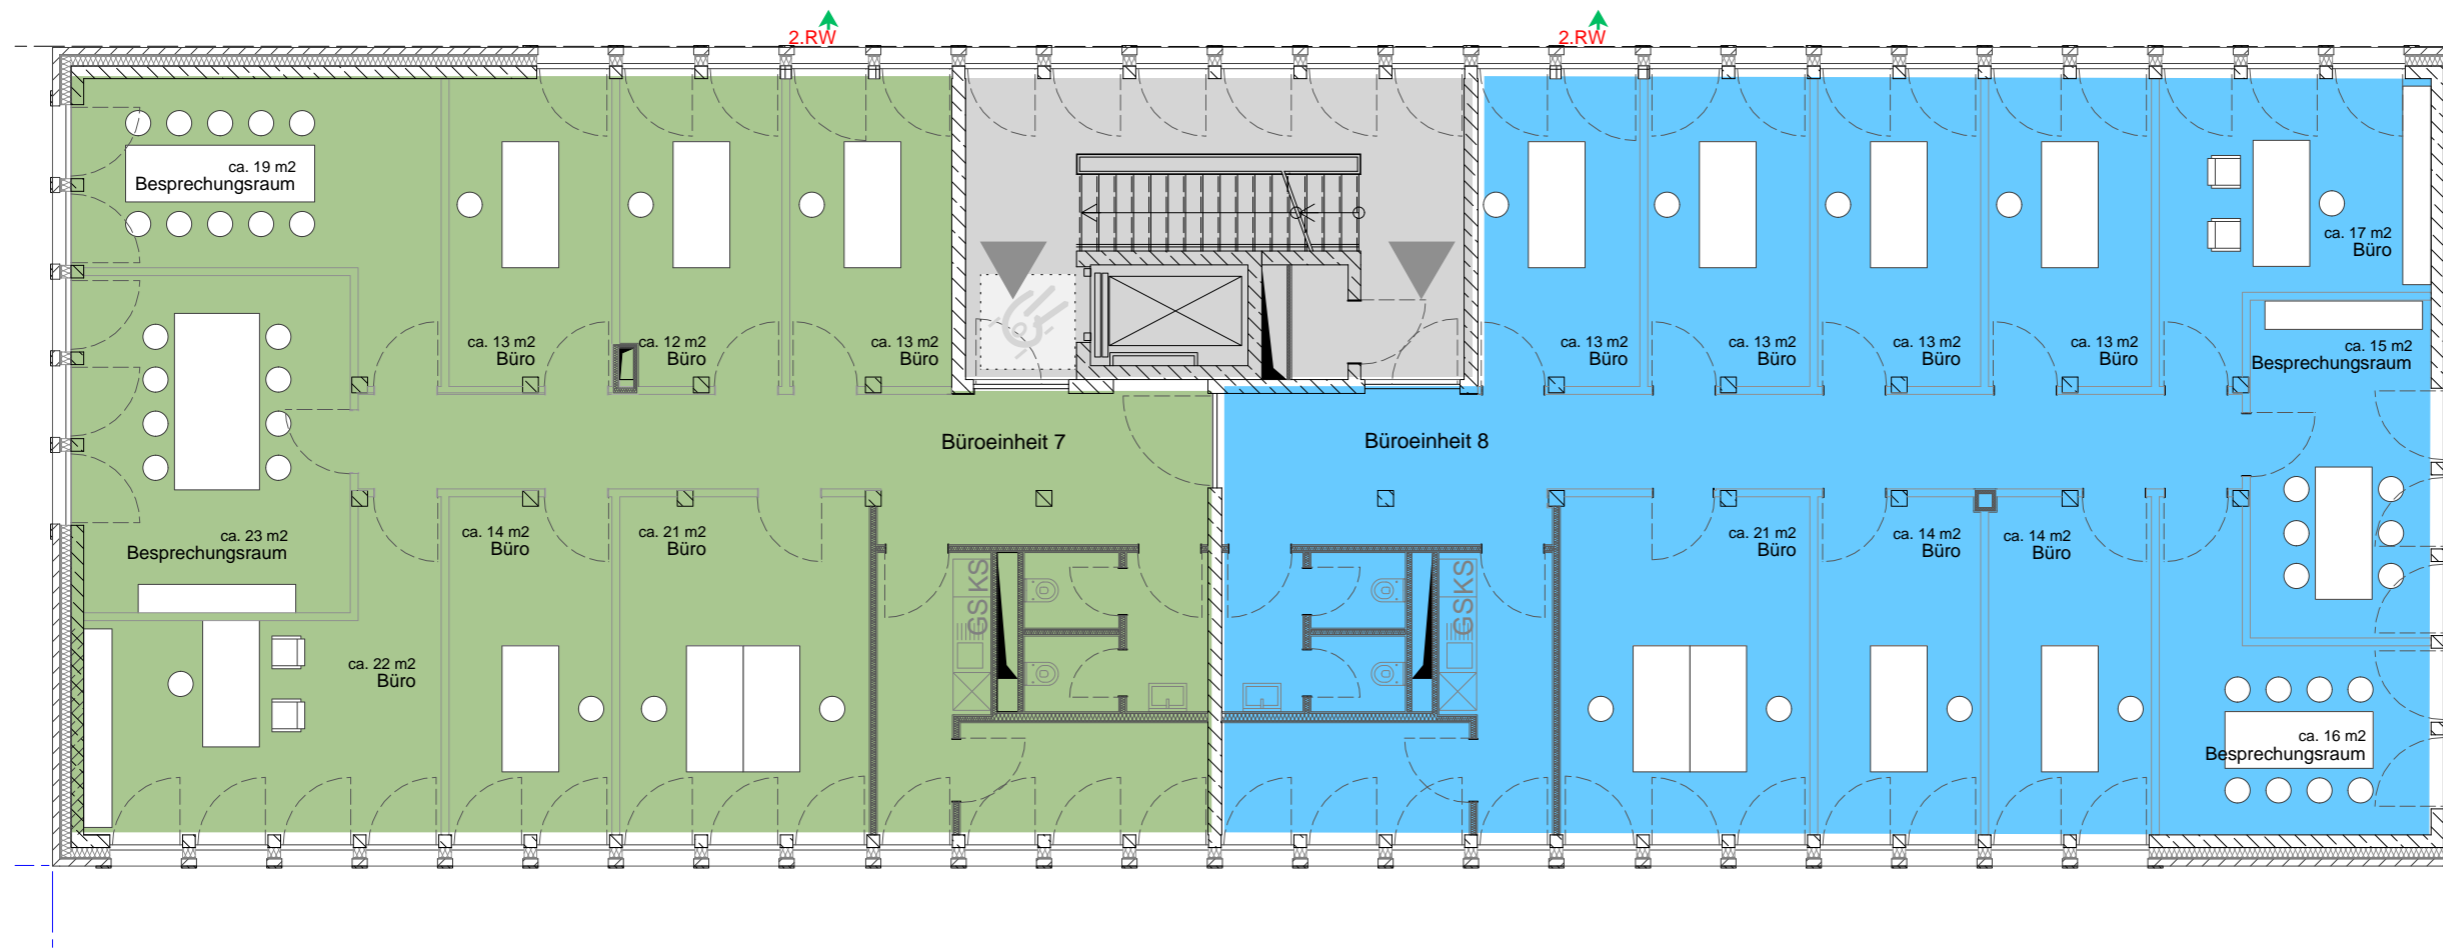 2.RW
2.RW
ca. 19 m2
Besprechungsraum
ca. 17 m2
Büro
ca. 13 m2
Büro
ca. 12 m2
Büro
ca. 13 m2
Büro
ca. 13 m2
Büro
ca. 13 m2
Büro
ca. 13 m2
Büro
ca. 13 m2
Büro
ca. 15 m2
Besprechungsraum
Büroeinheit 7
Büroeinheit 8
ca. 23 m2
Besprechungsraum
ca. 14 m2
Büro
ca. 21 m2
Büro
ca. 21 m2
Büro
ca. 14 m2
Büro
ca. 14 m2
Büro
GS KS
GS KS
ca. 22 m2
Büro
ca. 16 m2
Besprechungsraum